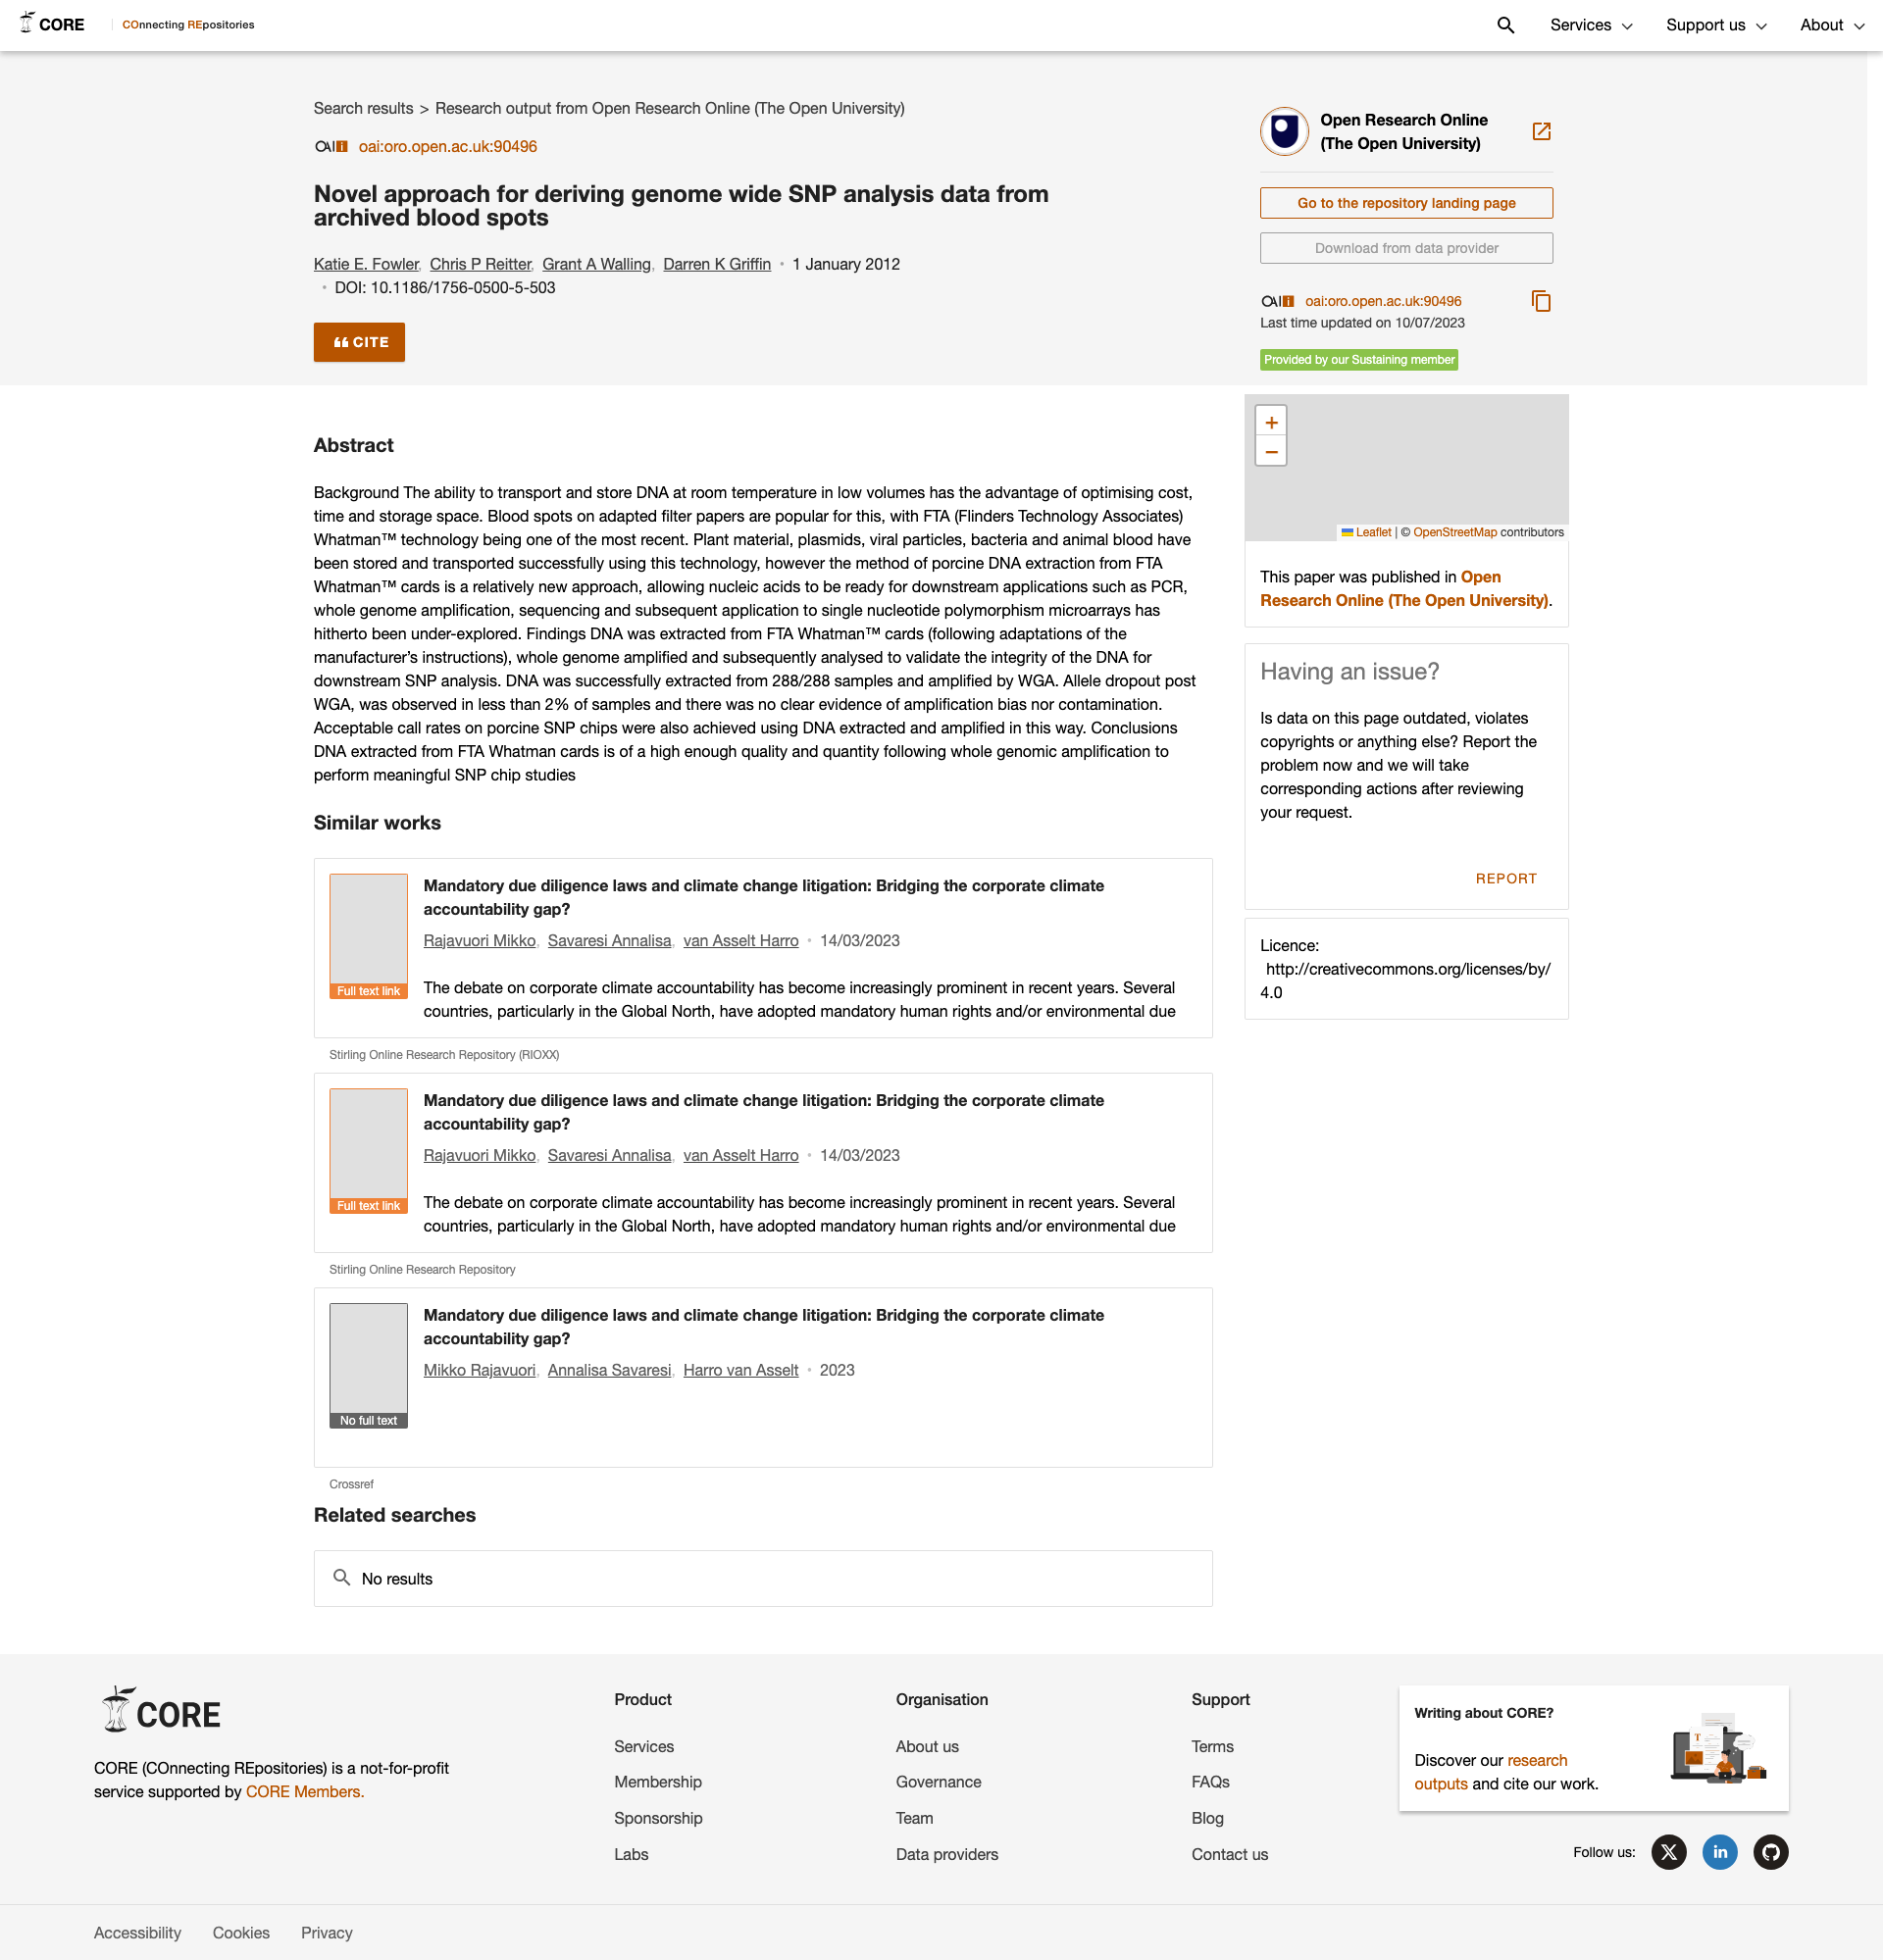 CORE
COnnecting REpositories
Services
Support us
About
Search results > Research output from Open Research Online (The Open University)
OAI oai:oro.open.ac.uk:90496
Novel approach for deriving genome wide SNP analysis data from
archived blood spots
Katie E. Fowler, Chris P Reitter, Grant A Walling, Darren K Griffin • 1 January 2012
• DOI: 10.1186/1756-0500-5-503
CITE
Open Research Online
(The Open University)
Go to the repository landing page
Download from data provider
OAI oai:oro.open.ac.uk:90496
Last time updated on 10/07/2023
Provided by our Sustaining member
Abstract
Background The ability to transport and store DNA at room temperature in low volumes has the advantage of optimising cost,
time and storage space. Blood spots on adapted filter papers are popular for this, with FTA (Flinders Technology Associates)
Whatman™ technology being one of the most recent. Plant material, plasmids, viral particles, bacteria and animal blood have
been stored and transported successfully using this technology, however the method of porcine DNA extraction from FTA
Whatman™ cards is a relatively new approach, allowing nucleic acids to be ready for downstream applications such as PCR,
whole genome amplification, sequencing and subsequent application to single nucleotide polymorphism microarrays has
hitherto been under-explored. Findings DNA was extracted from FTA Whatman™ cards (following adaptations of the
manufacturer’s instructions), whole genome amplified and subsequently analysed to validate the integrity of the DNA for
downstream SNP analysis. DNA was successfully extracted from 288/288 samples and amplified by WGA. Allele dropout post
WGA, was observed in less than 2% of samples and there was no clear evidence of amplification bias nor contamination.
Acceptable call rates on porcine SNP chips were also achieved using DNA extracted and amplified in this way. Conclusions
DNA extracted from FTA Whatman cards is of a high enough quality and quantity following whole genomic amplification to
perform meaningful SNP chip studies
+
−
Leaflet | © OpenStreetMap contributors
This paper was published in Open
Research Online (The Open University).
Having an issue?
Is data on this page outdated, violates
copyrights or anything else? Report the
problem now and we will take
corresponding actions after reviewing
your request.
REPORT
Licence:
http://creativecommons.org/licenses/by/
4.0
Similar works
Full text link
Mandatory due diligence laws and climate change litigation: Bridging the corporate climate
accountability gap?
Rajavuori Mikko, Savaresi Annalisa, van Asselt Harro • 14/03/2023
The debate on corporate climate accountability has become increasingly prominent in recent years. Several
countries, particularly in the Global North, have adopted mandatory human rights and/or environmental due
Stirling Online Research Repository (RIOXX)
Full text link
Mandatory due diligence laws and climate change litigation: Bridging the corporate climate
accountability gap?
Rajavuori Mikko, Savaresi Annalisa, van Asselt Harro • 14/03/2023
The debate on corporate climate accountability has become increasingly prominent in recent years. Several
countries, particularly in the Global North, have adopted mandatory human rights and/or environmental due
Stirling Online Research Repository
No full text
Mandatory due diligence laws and climate change litigation: Bridging the corporate climate
accountability gap?
Mikko Rajavuori, Annalisa Savaresi, Harro van Asselt • 2023
Crossref
Related searches
No results
CORE
CORE (COnnecting REpositories) is a not-for-profit
service supported by CORE Members.
Product
Services
Membership
Sponsorship
Labs
Organisation
About us
Governance
Team
Data providers
Support
Terms
FAQs
Blog
Contact us
Writing about CORE?
Discover our research
outputs and cite our work.
Follow us:
Accessibility
Cookies
Privacy